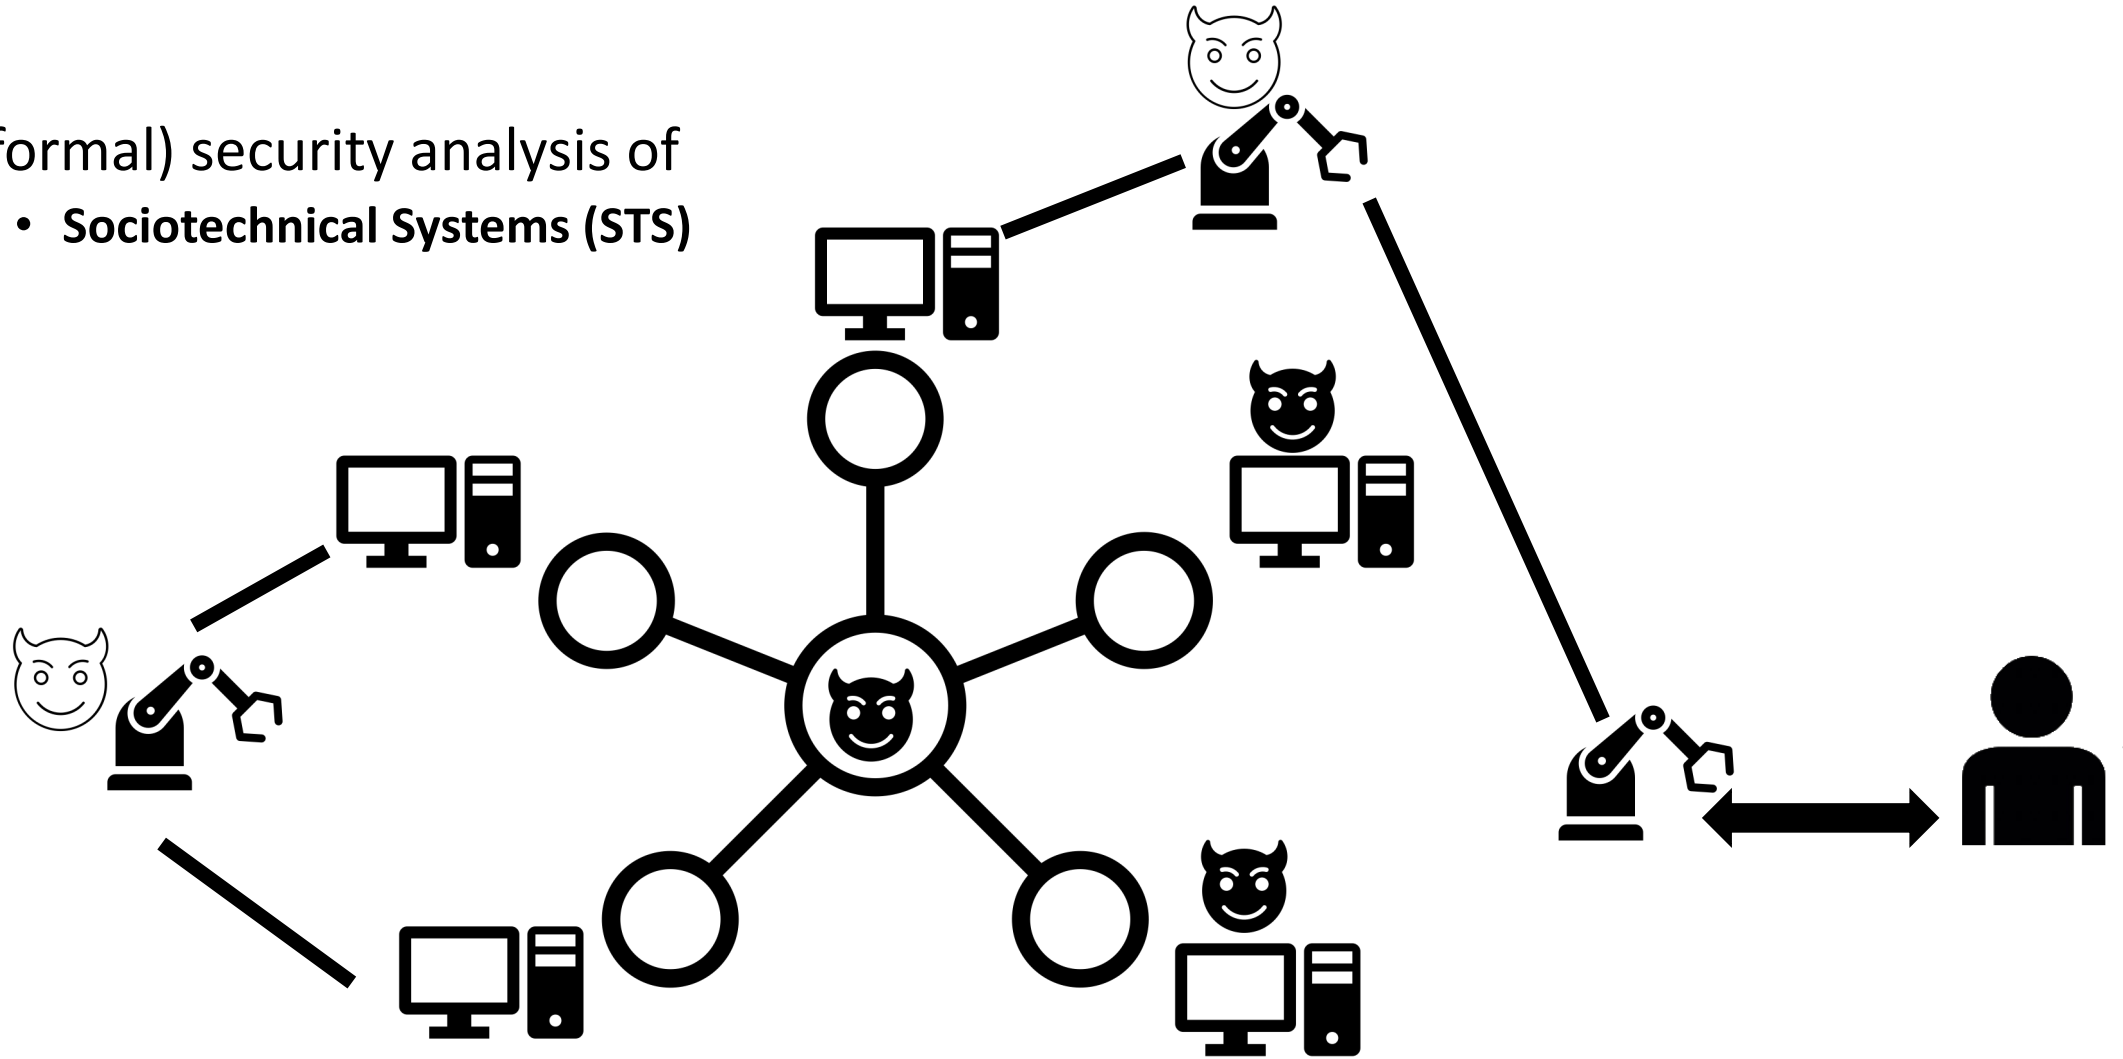 formal) security analysis of
• Sociotechnical Systems (STS)